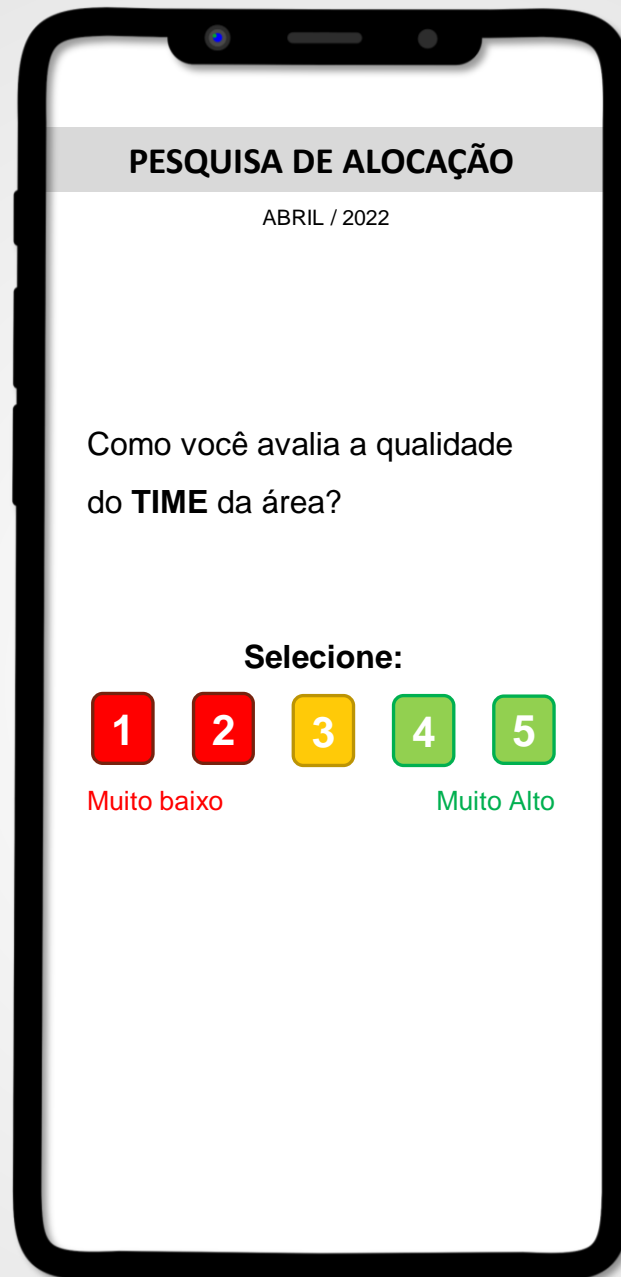 PESQUISA DE ALOCAÇÃO
ABRIL / 2022
Como você avalia a qualidade
do TIME da área?
Selecione:
1 2 3 4 5
Muito baixo Muito Alto